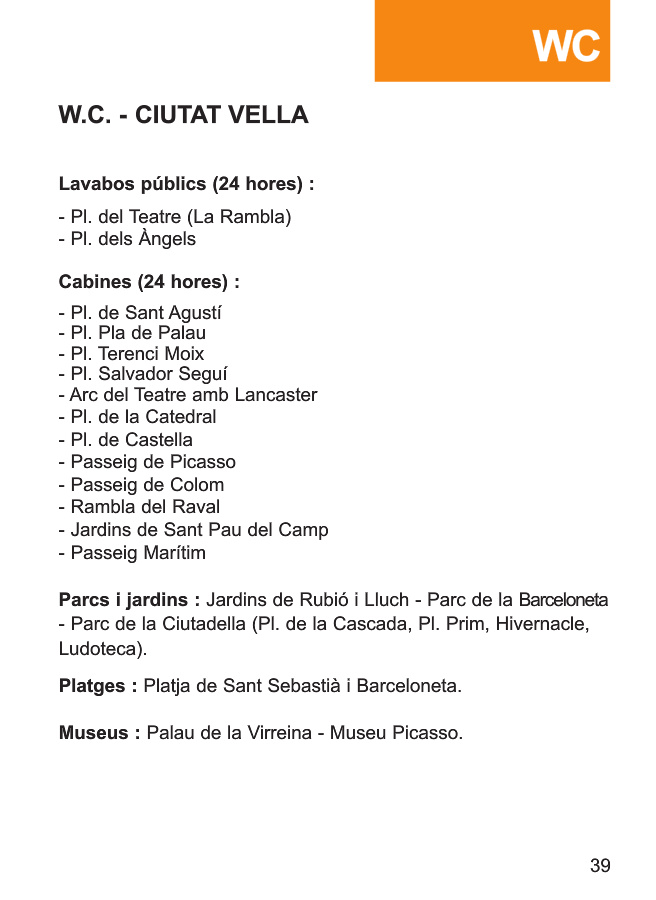 WC
W.C. - CIUTAT VELLA
Lavabos públics (24 hores) :
- Pl. del Teatre (La Rambla)
- Pl. dels Àngels
Cabines (24 hores) :
- Pl. de Sant Agustí
- Pl. Pla de Palau
- Pl. Terenci Moix
- Pl. Salvador Seguí
- Arc del Teatre amb Lancaster
- Pl. de la Catedral
- Pl. de Castella
- Passeig de Picasso
- Passeig de Colom
- Rambla del Raval
- Jardins de Sant Pau del Camp
- Passeig Marítim
Parcs i jardins : Jardins de Rubió i Lluch - Parc de la Barceloneta
- Parc de la Ciutadella (Pl. de la Cascada, Pl. Prim, Hivernacle,
Ludoteca).
Platges : Platja de Sant Sebastià i Barceloneta.
Museus : Palau de la Virreina - Museu Picasso.
39